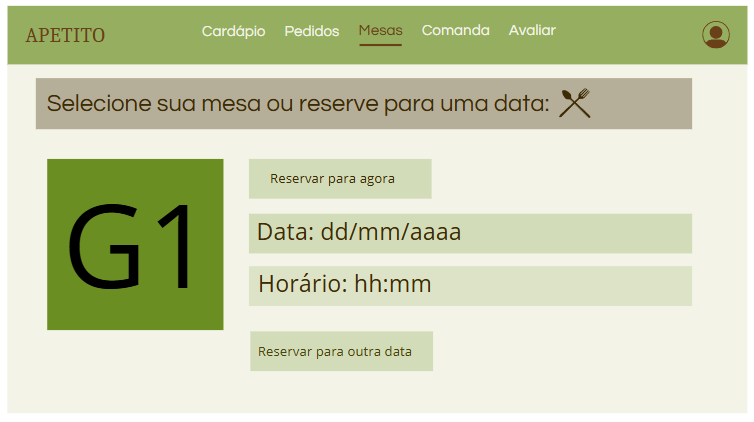 APETITO Cardápio Pedidos Mesas Comanda Avaliar
Selecione sua mesa ou reserve para uma data:
G1
Reservar para agora
Data: dd/mm/aaaa
Horário: hh:mm
Reservar para outra data